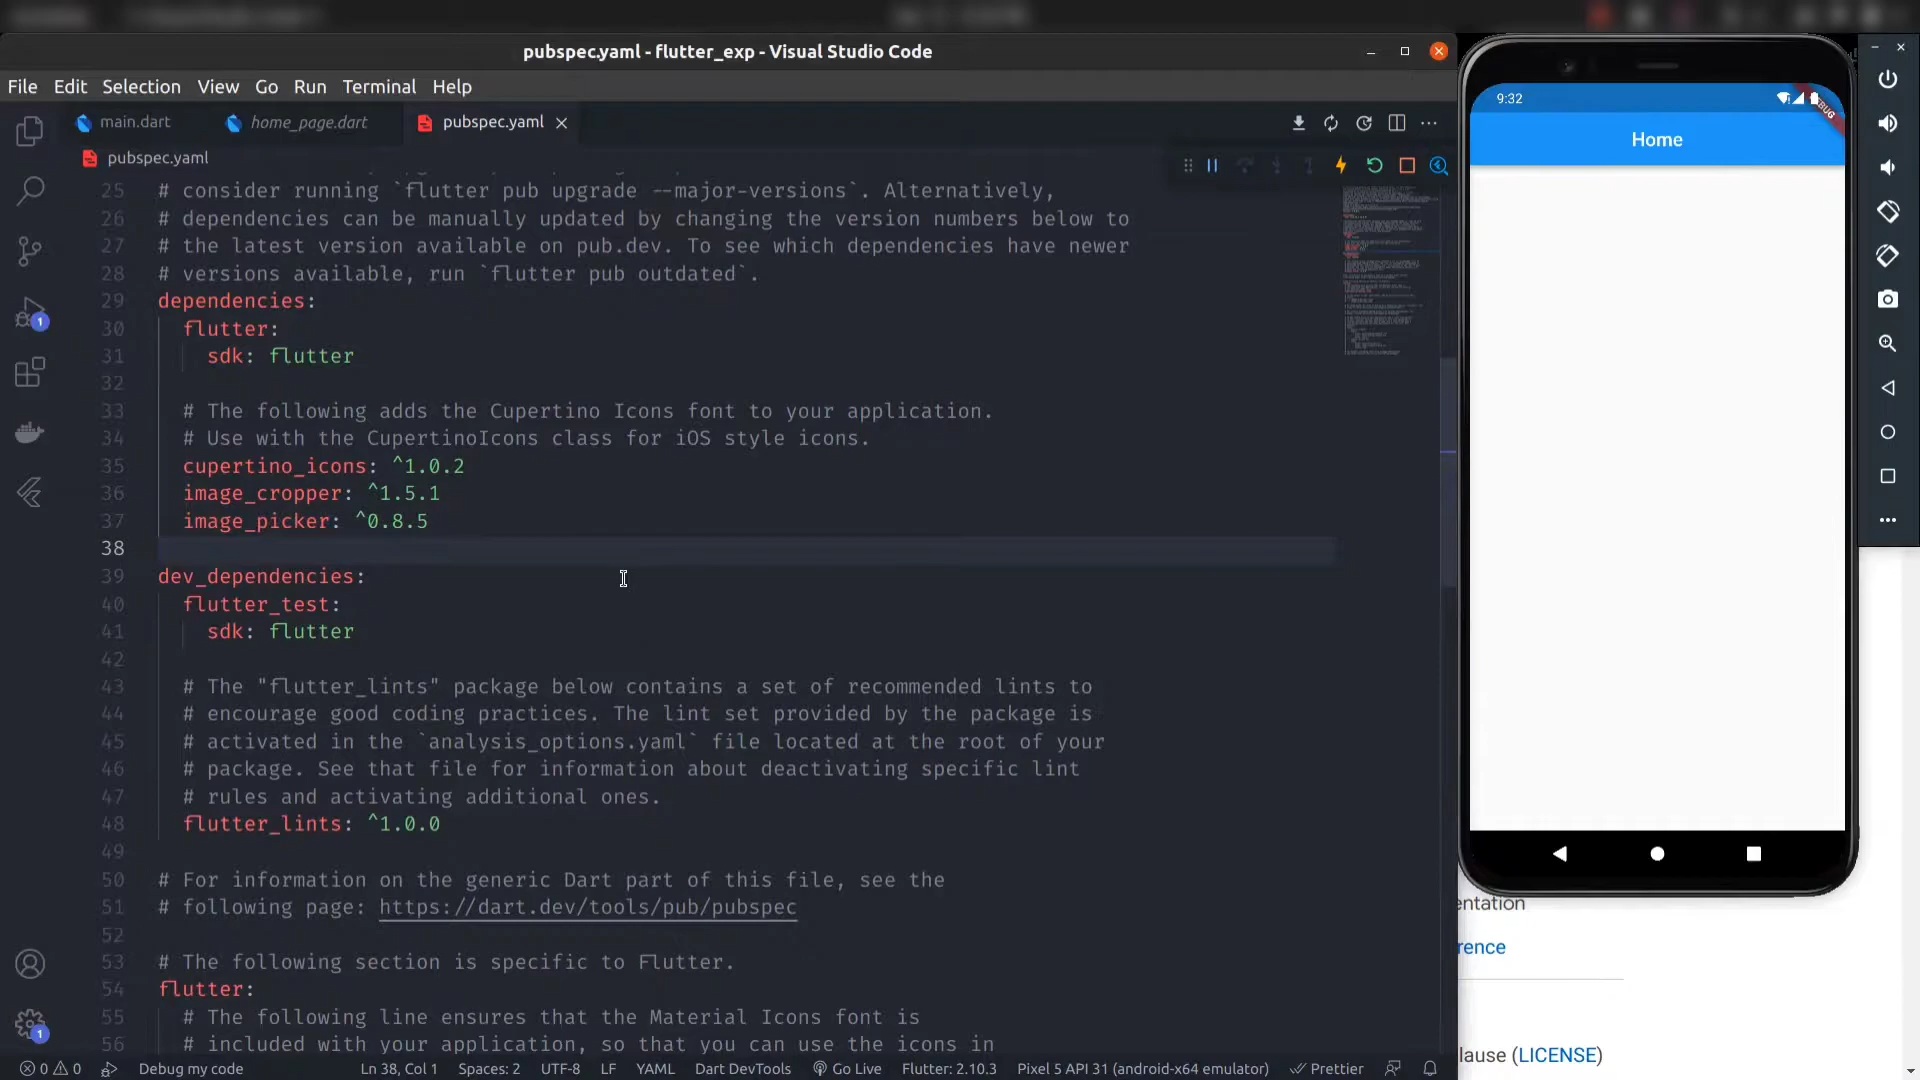 pubspec.yaml - flutter_exp - Visual Studio Code
File Edit Selection View Go Run Terminal Help
main.dart home_page.dart pubspec.yaml
pubspec.yaml
25 # consider running `flutter pub upgrade --major-versions`. Alternatively,
26 # dependencies can be manually updated by changing the version numbers below to
27 # the latest version available on pub.dev. To see which dependencies have newer
28 # versions available, run `flutter pub outdated`.
29 dependencies:
30 flutter:
31 sdk: flutter
32
33 # The following adds the Cupertino Icons font to your application.
34 # Use with the CupertinoIcons class for iOS style icons.
35 cupertino_icons: ^1.0.2
36 image_cropper: ^1.5.1
37 image_picker: ^0.8.5
38
39 dev_dependencies:
40 flutter_test:
41 sdk: flutter
42
43 # The "flutter_lints" package below contains a set of recommended lints to
44 # encourage good coding practices. The lint set provided by the package is
45 # activated in the `analysis_options.yaml` file located at the root of your
46 # package. See that file for information about deactivating specific lint
47 # rules and activating additional ones.
48 flutter_lints: ^1.0.0
49
50 # For information on the generic Dart part of this file, see the
51 # following page: https://dart.dev/tools/pub/pubspec
52
53 # The following section is specific to Flutter.
54 flutter:
55 # The following line ensures that the Material Icons font is
56 # included with your application, so that you can use the icons in
1
1
0 0 Debug my code Ln 38, Col 1 Spaces: 2 UTF-8 LF YAML Dart DevTools Go Live Flutter: 2.10.3 Pixel 5 API 31 (android-x64 emulator) Prettier
9:32
Home
entation
rence
lause (LICENSE)